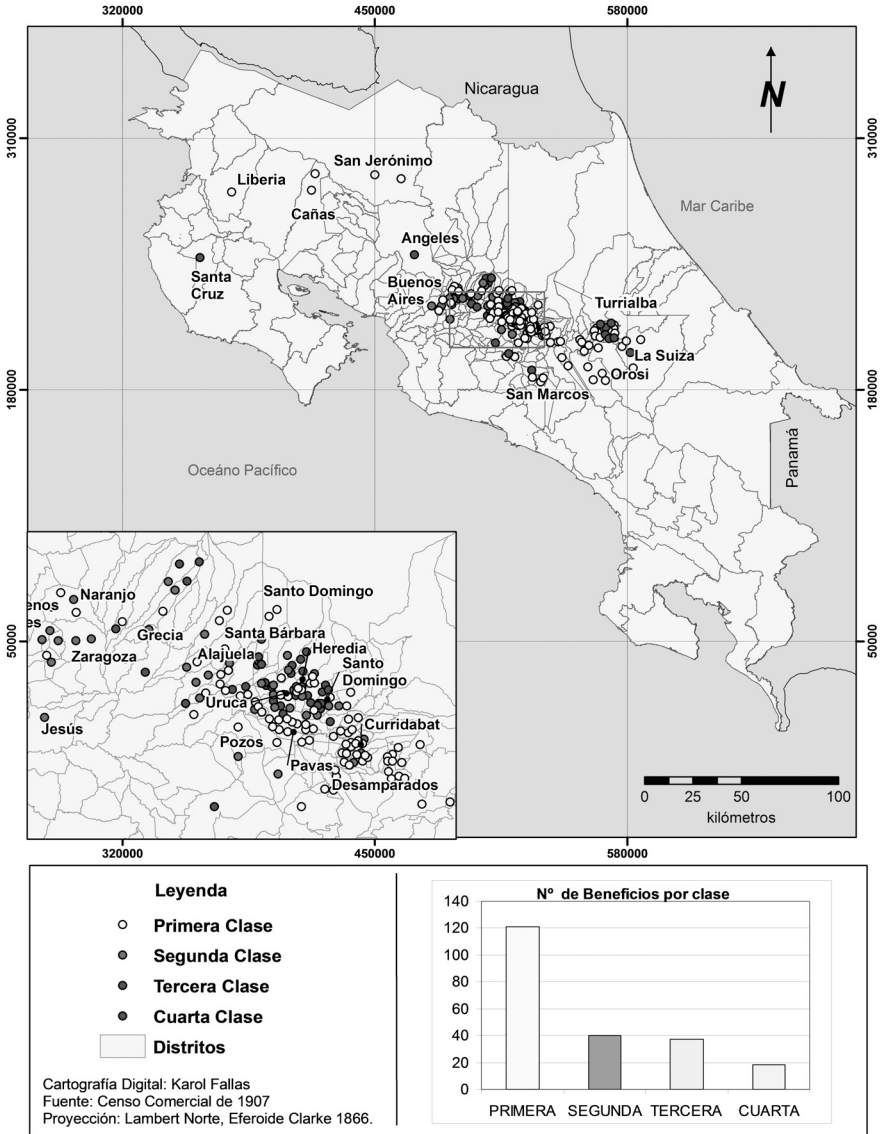 320000
450000
580000
310000
310000
Nicaragua
N
San Jerónimo
Liberia
Cañas
Mar Caribe
Angeles
Santa
Cruz
Buenos
Aires
Turrialba
La Suiza
Orosi
San Marcos
180000
180000
Panamá
Oceáno Pacífico
Naranjo
Santo Domingo
enos
es
Grecia
Santa Bárbara
Heredia
Zaragoza
Alajuela
Santo
Domingo
Uruca
Jesús
Curridabat
Pozos
Pavas
Desamparados
50000
50000
0
25
50
100
kilómetros
320000
450000
580000
Leyenda
Primera Clase
Segunda Clase
Tercera Clase
Cuarta Clase
Distritos
Cartografía Digital: Karol Fallas
Fuente: Censo Comercial de 1907
Proyección: Lambert Norte, Eferoide Clarke 1866.
Nº de Beneficios por clase
140
120
100
80
60
40
20
0
PRIMERA
SEGUNDA
TERCERA
CUARTA